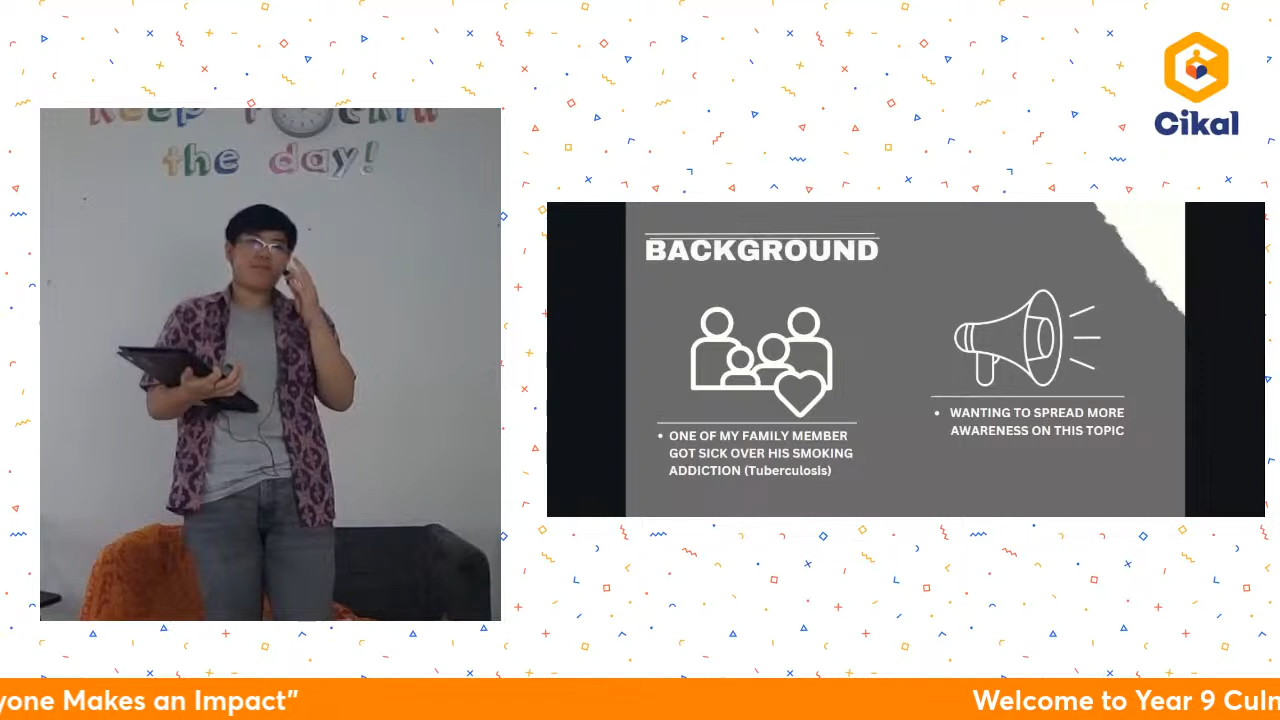 the day!
Cikal
BACKGROUND
ONE OF MY FAMILY MEMBER
GOT SICK OVER HIS SMOKING
ADDICTION (Tuberculosis)
WANTING TO SPREAD MORE
AWARENESS ON THIS TOPIC
yone Makes an Impact” Welcome to Year 9 Culm